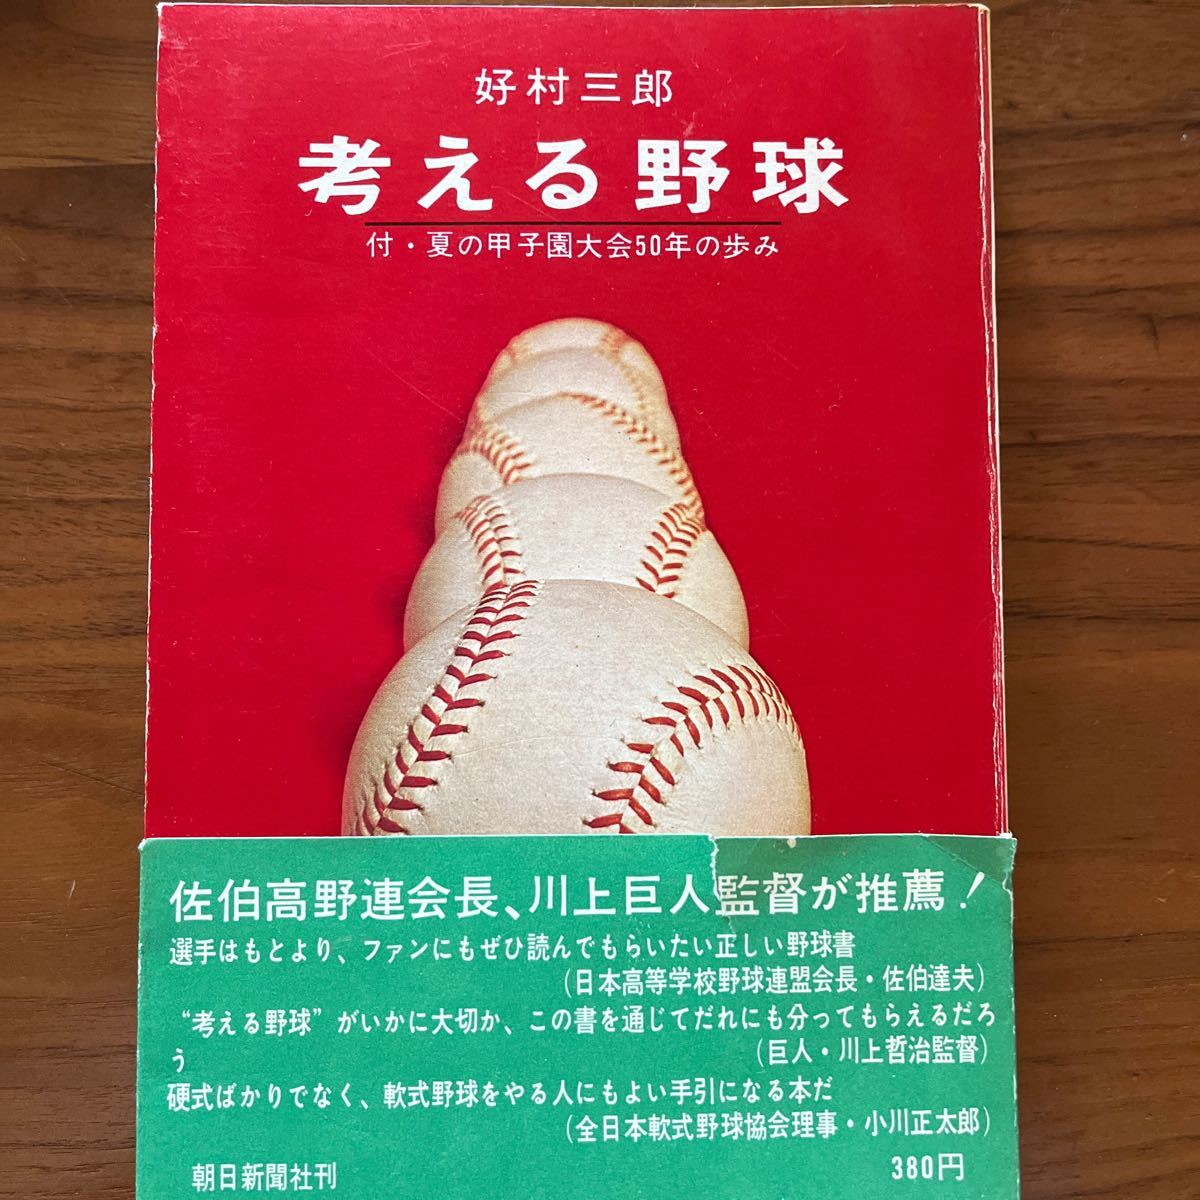 好村三郎
考える野球
付・夏の甲子園大会50年の歩み
佐伯高野連会長、川上巨人監督が推薦！
選手はもとより、ファンにもぜひ読んでもらいたい正しい野球書
(日本高等学校野球連盟会長・佐伯達夫)
“考える野球”がいかに大切か、この書を通じてだれにも分ってもらえるだろ
う
(巨人・川上哲治監督)
硬式ばかりでなく、軟式野球をやる人にもよい手引になる本だ
(全日本軟式野球協会理事・小川正太郎)
朝日新聞社刊
380円